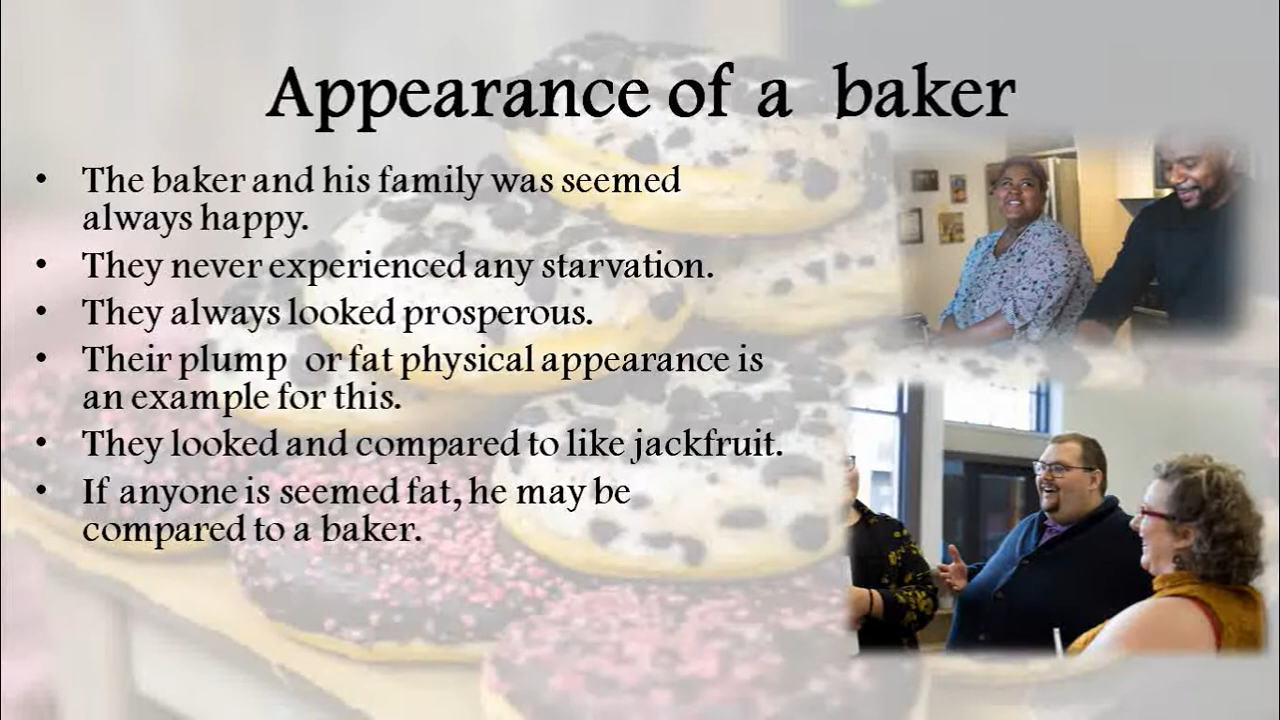 Appearance of a baker
• The baker and his family was seemed
always happy.
• They never experienced any starvation.
• They always looked prosperous.
• Their plump or fat physical appearance is
an example for this.
• They looked and compared to like jackfruit.
• If anyone is seemed fat, he may be
compared to a baker.